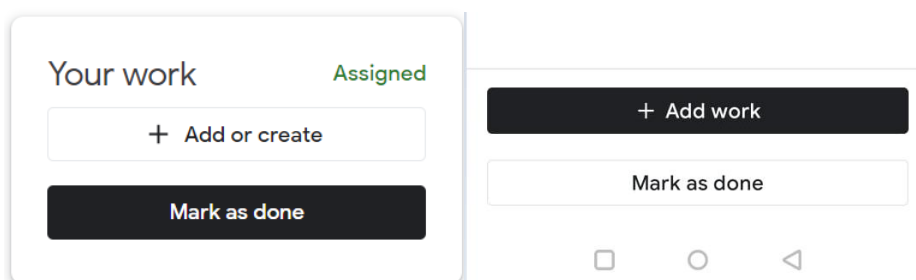 Your work
Assigned
+ Add or create
Mark as done
+ Add work
Mark as done